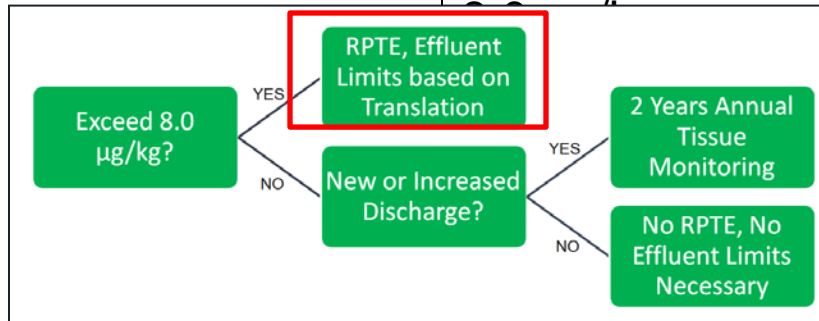 RPTE, Effluent
Limits based on
Translation
YES
Exceed 8.0
µg/kg?
2 Years Annual
Tissue
Monitoring
YES
NO
New or Increased
Discharge?
NO
No RPTE, No
Effluent Limits
Necessary